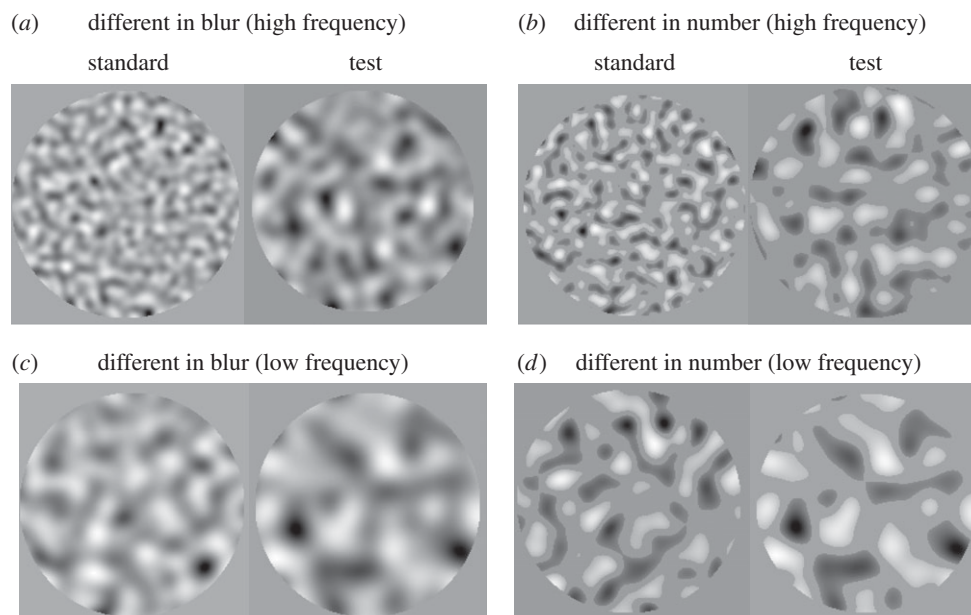 (a) different in blur (high frequency)
standard test
(b) different in number (high frequency)
standard test
(c) different in blur (low frequency)
(d) different in number (low frequency)